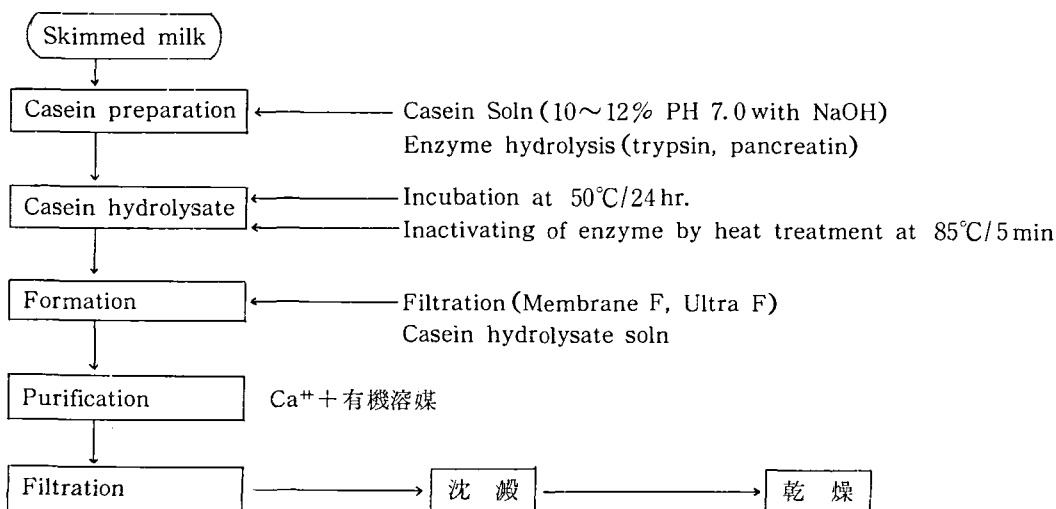 Skimmed milk
Casein preparation
Casein Soln (10～12% PH 7.0 with NaOH)
Enzyme hydrolysis (trypsin, pancreatin)
Casein hydrolysate
Incubation at 50℃/24 hr.
Inactivating of enzyme by heat treatment at 85℃/5 min
Formation
Filtration (Membrane F, Ultra F)
Casein hydrolysate soln
Purification
Ca⁺⁺+有機溶媒
Filtration
沈 澱
乾 燥